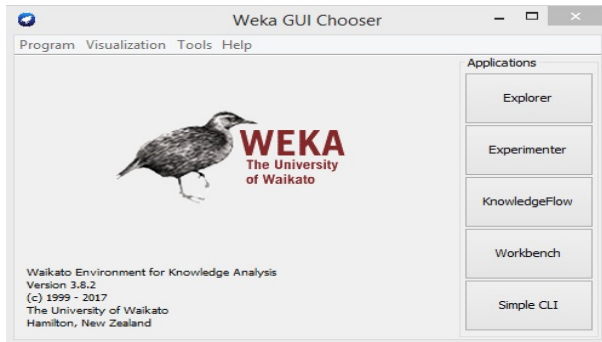 Weka GUI Chooser
Program Visualization Tools Help
Applications
Explorer
Experimenter
KnowledgeFlow
Workbench
Simple CLI
WEKA
The University
of Waikato
Waikato Environment for Knowledge Analysis
Version 3.8.2
(c) 1999 - 2017
The University of Waikato
Hamilton, New Zealand